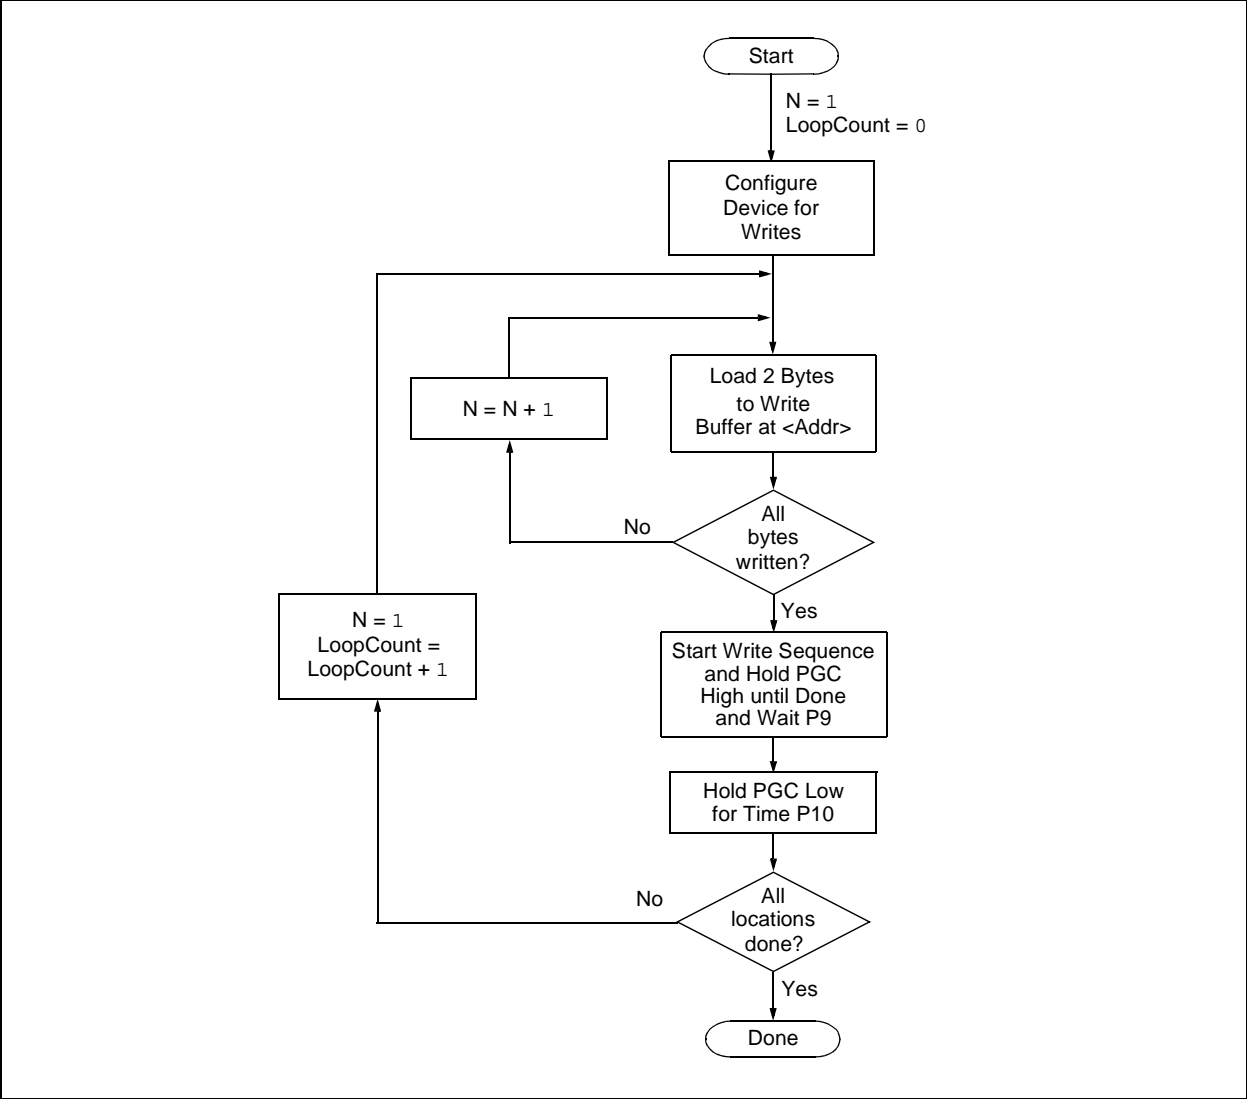 Start
N = 1
LoopCount = 0
Configure
Device for
Writes
Load 2 Bytes
to Write
Buffer at <Addr>
N = N + 1
All
bytes
written?
No
Yes
N = 1
LoopCount =
LoopCount + 1
Start Write Sequence
and Hold PGC
High until Done
and Wait P9
Hold PGC Low
for Time P10
All
locations
done?
No
Yes
Done